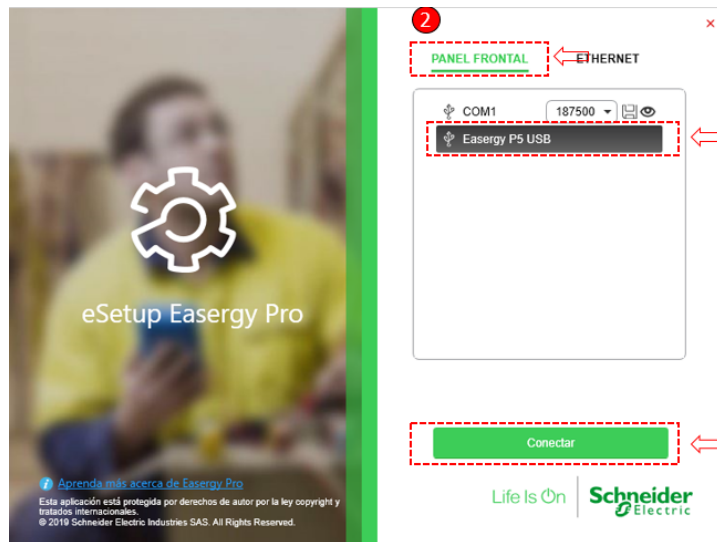 2
PANEL FRONTAL
ETHERNET
COM1
187500
Easergy P5 USB
eSetup Easergy Pro
Conectar
Aprenda más acerca de Easergy Pro
Esta aplicación está protegida por derechos de autor por la ley copyright y
tratados internacionales.
© 2019 Schneider Electric Industries SAS. All Rights Reserved.
Life Is On
Schneider
Electric